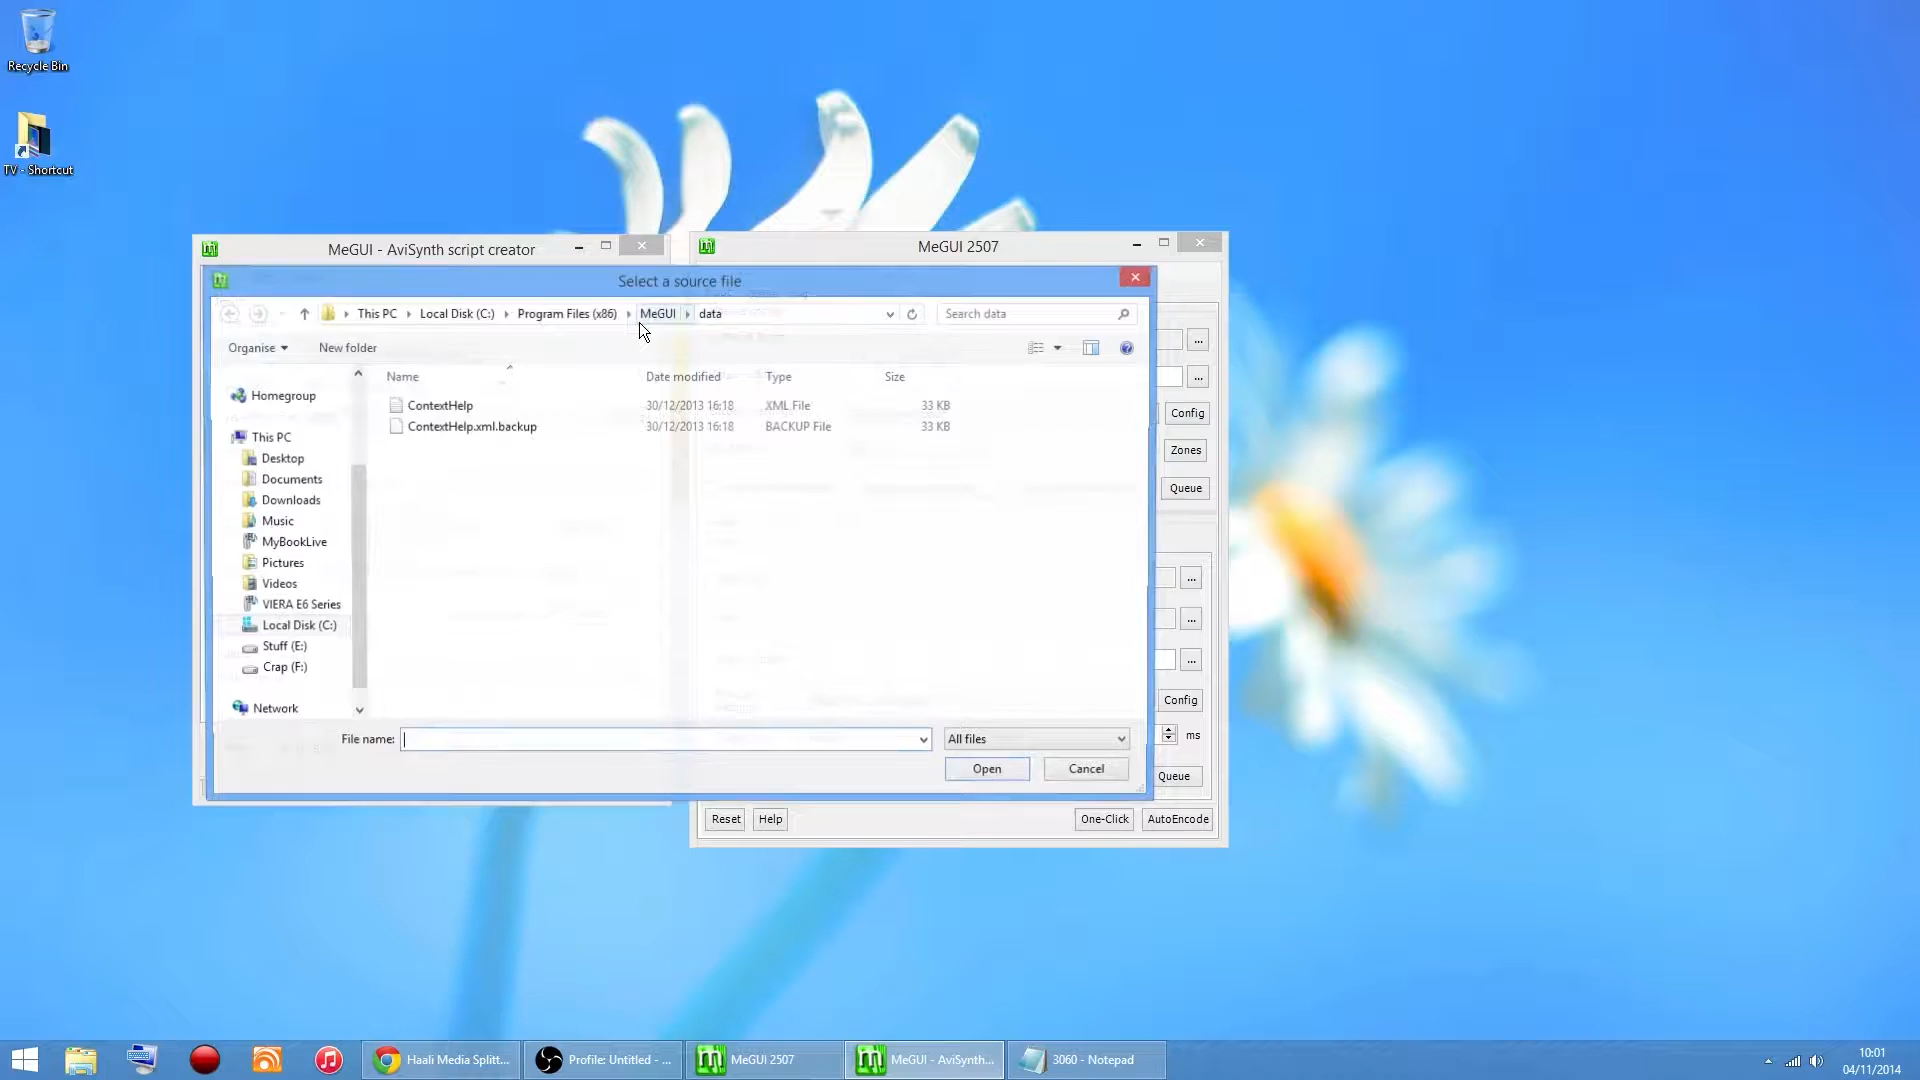 Recycle Bin
TV - Shortcut
MeGUI - AviSynth script creator
MeGUI 2507
Select a source file
This PC Local Disk (C:) Program Files (x86) MeGUI data
Search data
Organise
New folder
Name Date modified Type Size
ContextHelp 30/12/2013 16:18 XML File 33 KB
ContextHelp.xml.backup 30/12/2013 16:18 BACKUP File 33 KB
Homegroup
This PC
Desktop
Documents
Downloads
Music
MyBookLive
Pictures
Videos
VIERA E6 Series
Local Disk (C:)
Stuff (E:)
Crap (F:)
Network
File name:
All files
Open
Cancel
...
...
Config
Zones
Queue
...
...
...
Config
ms
Queue
Reset
Help
One-Click
AutoEncode
Haali Media Splitt...
Profile: Untitled - ...
MeGUI 2507
MeGUI - AviSynth...
3060 - Notepad
10:01
04/11/2014